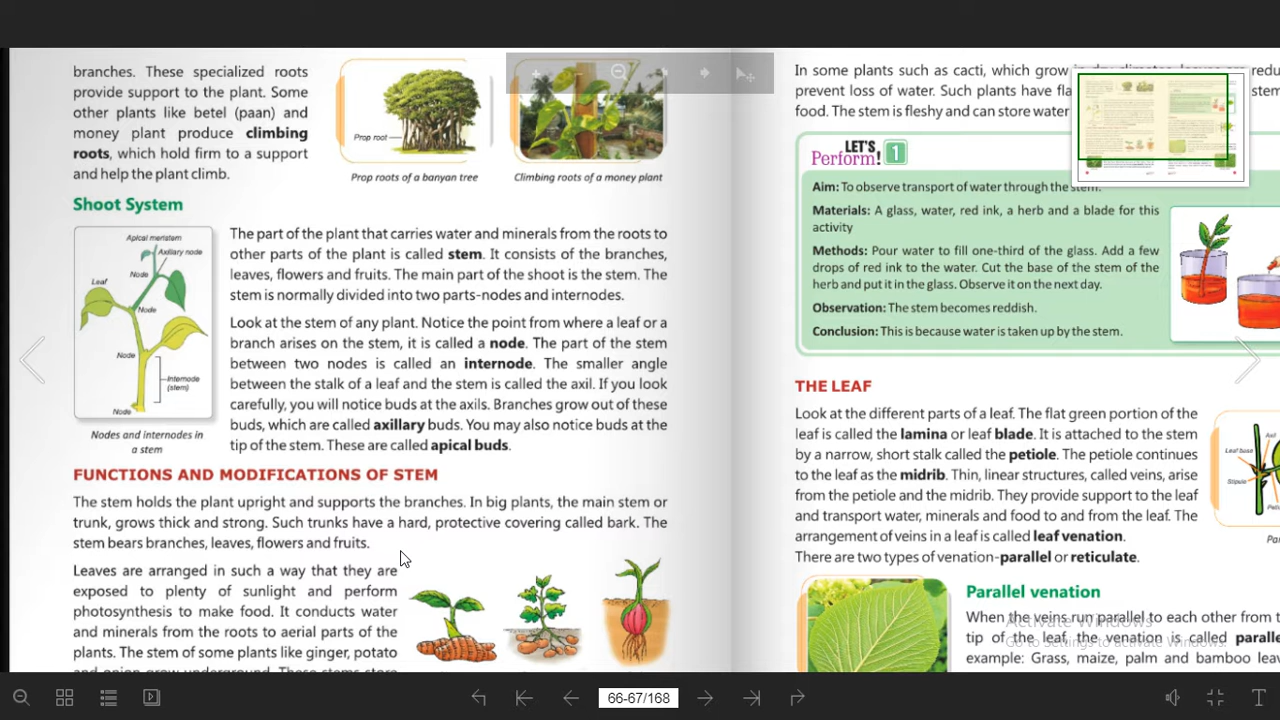 branches. These specialized roots
provide support to the plant. Some
other plants like betel (paan) and
money plant produce climbing
roots, which hold firm to a support
and help the plant climb.
Prop root
Prop roots of a banyan tree
Climbing roots of a money plant
Shoot System
Apical meristem
Axillary node
Node
Leaf
Node
Node
Internode
(stem)
Node
Nodes and internodes in
a stem
The part of the plant that carries water and minerals from the roots to
other parts of the plant is called stem. It consists of the branches,
leaves, flowers and fruits. The main part of the shoot is the stem. The
stem is normally divided into two parts-nodes and internodes.
Look at the stem of any plant. Notice the point from where a leaf or a
branch arises on the stem, it is called a node. The part of the stem
between two nodes is called an internode. The smaller angle
between the stalk of a leaf and the stem is called the axil. If you look
carefully, you will notice buds at the axils. Branches grow out of these
buds, which are called axillary buds. You may also notice buds at the
tip of the stem. These are called apical buds.
FUNCTIONS AND MODIFICATIONS OF STEM
The stem holds the plant upright and supports the branches. In big plants, the main stem or
trunk, grows thick and strong. Such trunks have a hard, protective covering called bark. The
stem bears branches, leaves, flowers and fruits.
Leaves are arranged in such a way that they are
exposed to plenty of sunlight and perform
photosynthesis to make food. It conducts water
and minerals from the roots to aerial parts of the
plants. The stem of some plants like ginger, potato
and onion grow underground. These stems store
In some plants such as cacti, which grow in dry climates, leaves are
prevent loss of water. Such plants have
food. The stem is fleshy and can store water
LET'S
Perform! 1
Aim: To observe transport of water through the stem.
Materials: A glass, water, red ink, a herb and a blade for this
activity
Methods: Pour water to fill one-third of the glass. Add a few
drops of red ink to the water. Cut the base of the stem of the
herb and put it in the glass. Observe it on the next day.
Observation: The stem becomes reddish.
Conclusion: This is because water is taken up by the stem.
THE LEAF
Look at the different parts of a leaf. The flat green portion of the
leaf is called the lamina or leaf blade. It is attached to the stem
by a narrow, short stalk called the petiole. The petiole continues
to the leaf as the midrib. Thin, linear structures, called veins, arise
from the petiole and the midrib. They provide support to the leaf
and transport water, minerals and food to and from the leaf. The
arrangement of veins in a leaf is called leaf venation.
There are two types of venation-parallel or reticulate.
Axil
Leaf base
Stipule
Parallel venation
When the veins run parallel to each other from
tip of the leaf, the venation is called
example: Grass, maize, palm and bamboo
Activate Windows
Go to Settings to activate Windows.
66-67/168